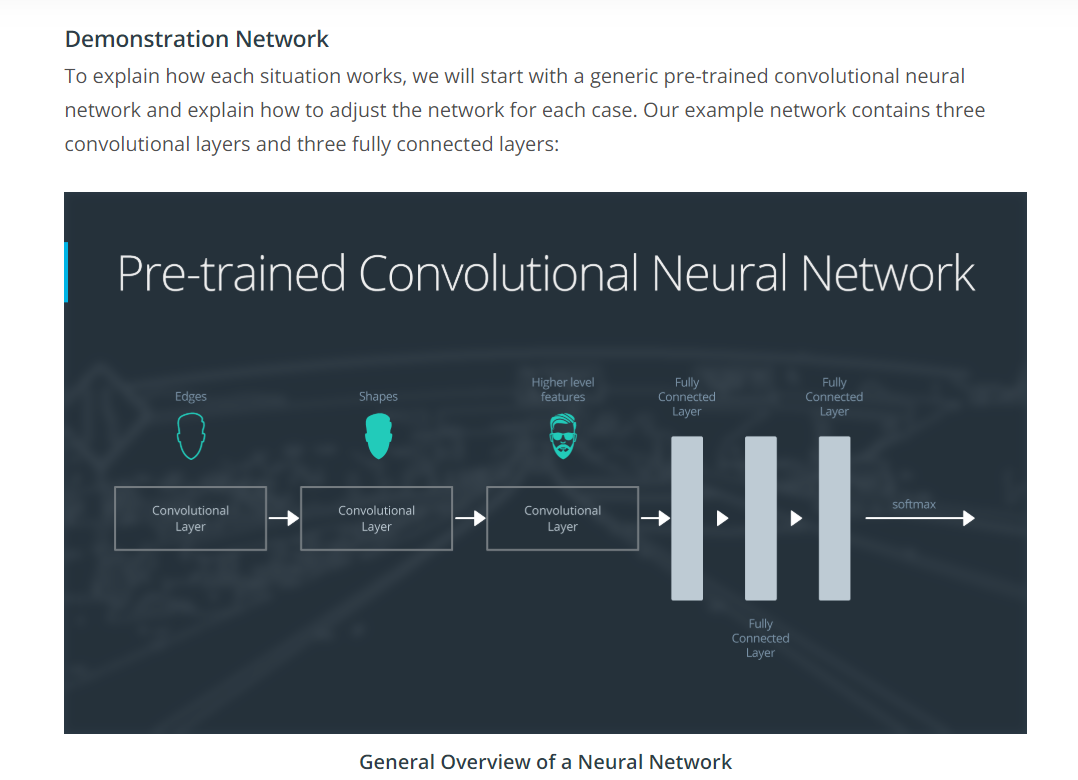 Demonstration Network
To explain how each situation works, we will start with a generic pre-trained convolutional neural
network and explain how to adjust the network for each case. Our example network contains three
convolutional layers and three fully connected layers:
Pre-trained Convolutional Neural Network
Edges
Shapes
Higher level
features
Fully
Connected
Layer
Fully
Connected
Layer
Convolutional
Layer
Convolutional
Layer
Convolutional
Layer
softmax
Fully
Connected
Layer
General Overview of a Neural Network